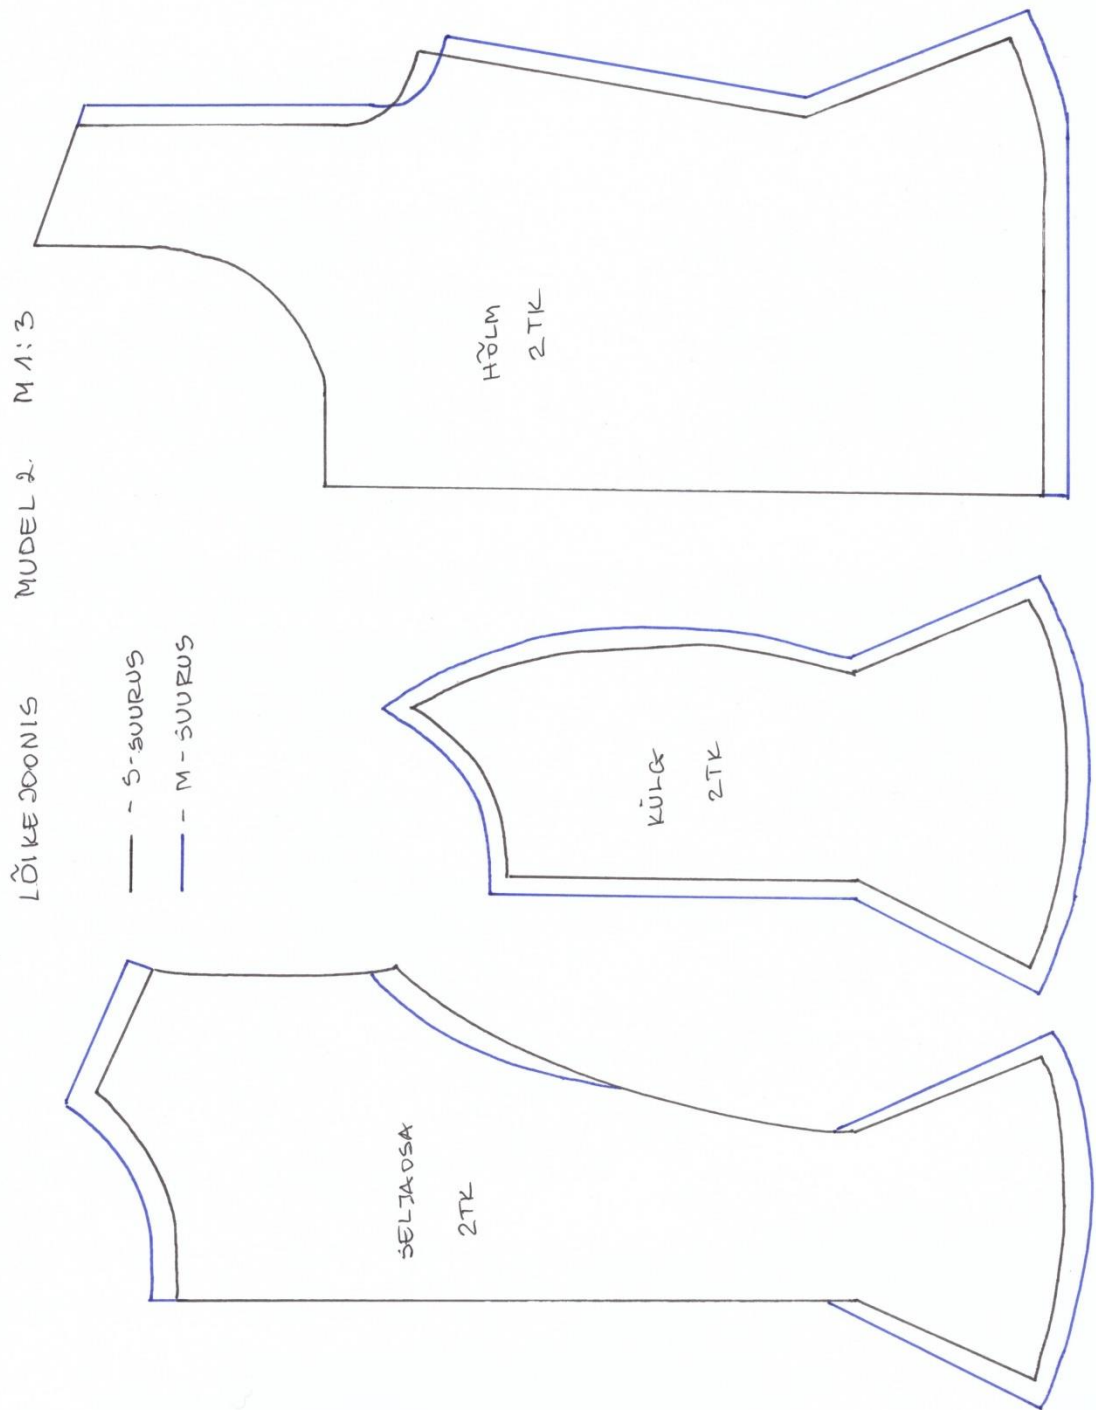 LÕIKEJOONIS MUDEL 2. M 1:3
- S-SUURUS
- M-SUURUS
SELJAOSA
2TK
KÜLG
2TK
HÕLM
2TK